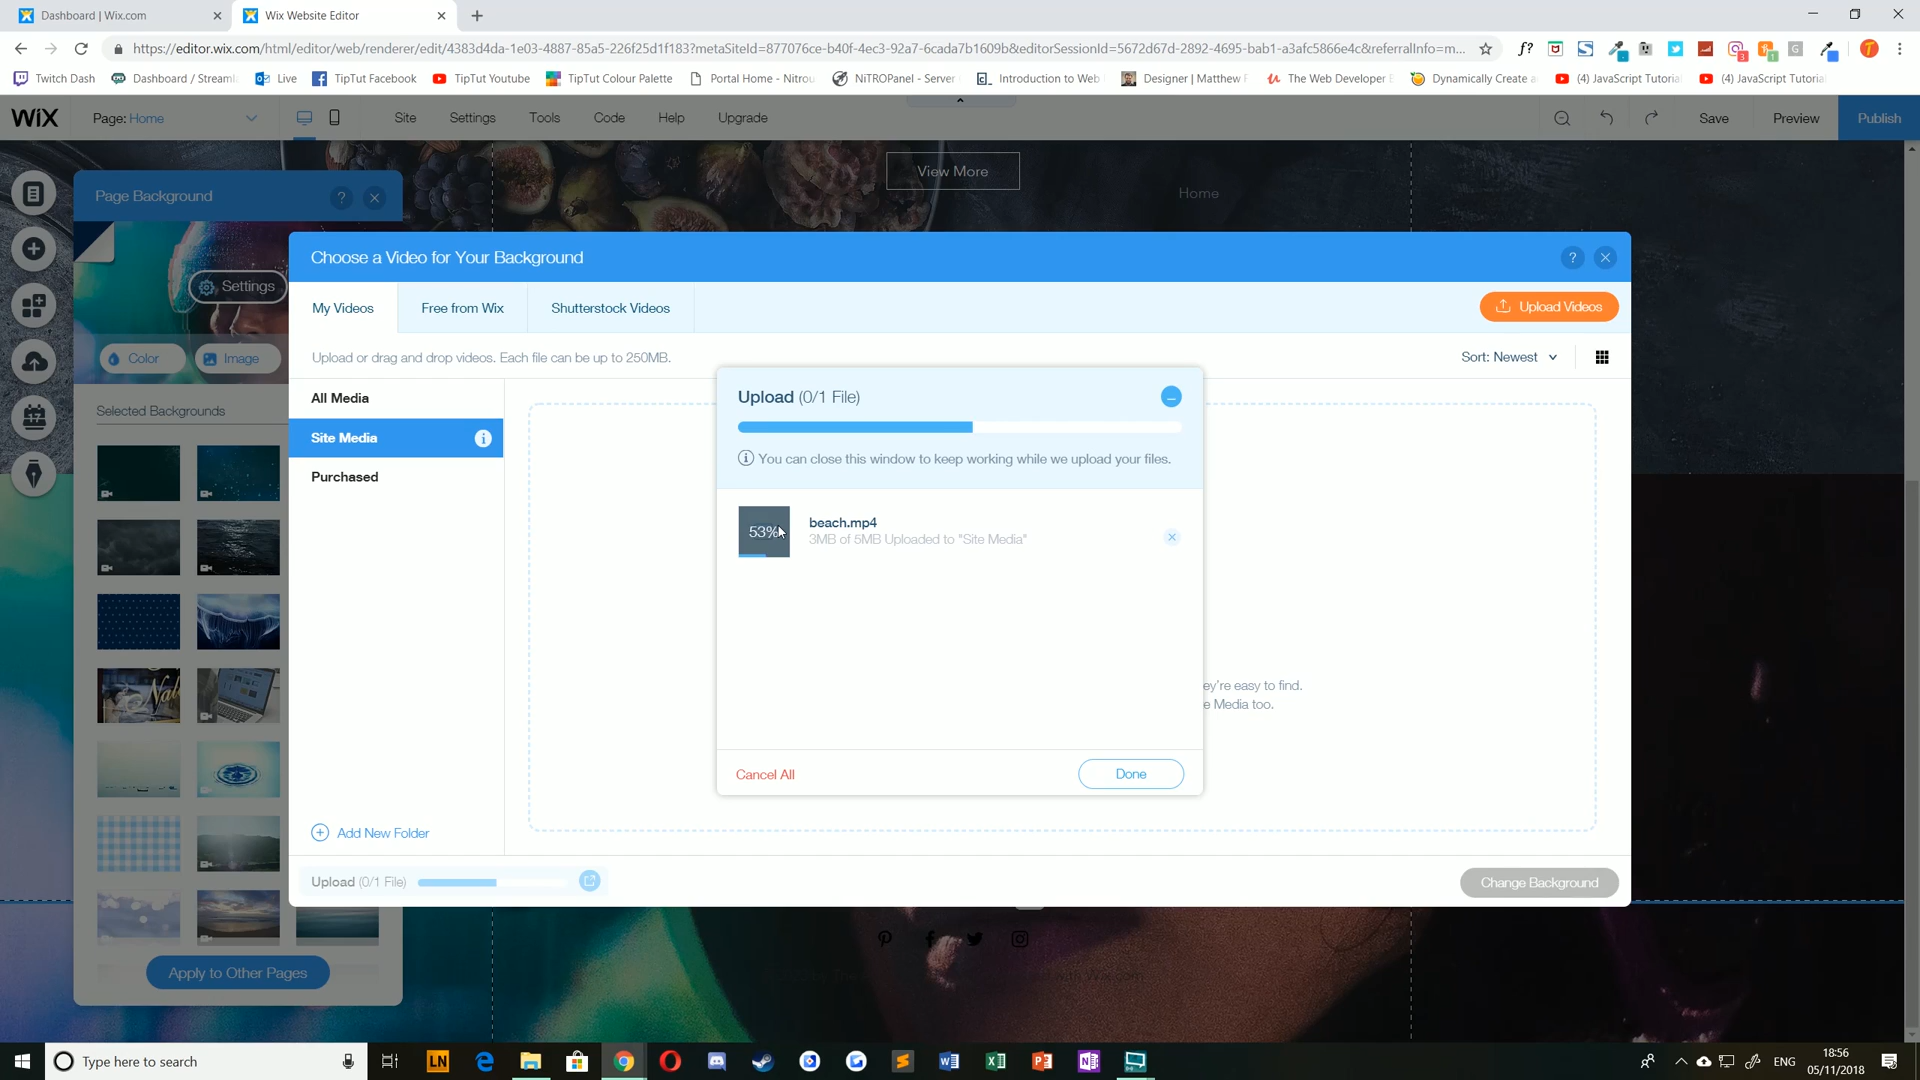 Dashboard | Wix.com
Wix Website Editor
https://editor.wix.com/html/editor/web/renderer/edit/4383d4da-1e03-4887-85a5-226f25d1f183?metaSiteId=877076ce-b40f-4ec3-92a7-6cada7b1609b&editorSessionId=5672d67d-2892-4695-bab1-a3afc5866e4c&referralInfo=m...
Twitch Dash
Dashboard / Streaml
Live
TipTut Facebook
TipTut Youtube
TipTut Colour Palette
Portal Home - Nitrou
NiTROPanel - Server
Introduction to Web
Designer | Matthew
The Web Developer
Dynamically Create
(4) JavaScript Tutoria
(4) JavaScript Tutoria
WiX
Page: Home
Site
Settings
Tools
Code
Help
Upgrade
Save
Preview
Publish
View More
Home
Page Background
Settings
Color
Image
Selected Backgrounds
Apply to Other Pages
Choose a Video for Your Background
My Videos
Free from Wix
Shutterstock Videos
Upload Videos
Upload or drag and drop videos. Each file can be up to 250MB.
Sort: Newest
All Media
Site Media
Purchased
Add New Folder
Upload (0/1 File)
You can close this window to keep working while we upload your files.
53%
beach.mp4
3MB of 5MB Uploaded to "Site Media"
ey're easy to find.
e Media too.
Cancel All
Done
Upload (0/1 File)
Change Background
Type here to search
LN
ENG
18:56
05/11/2018